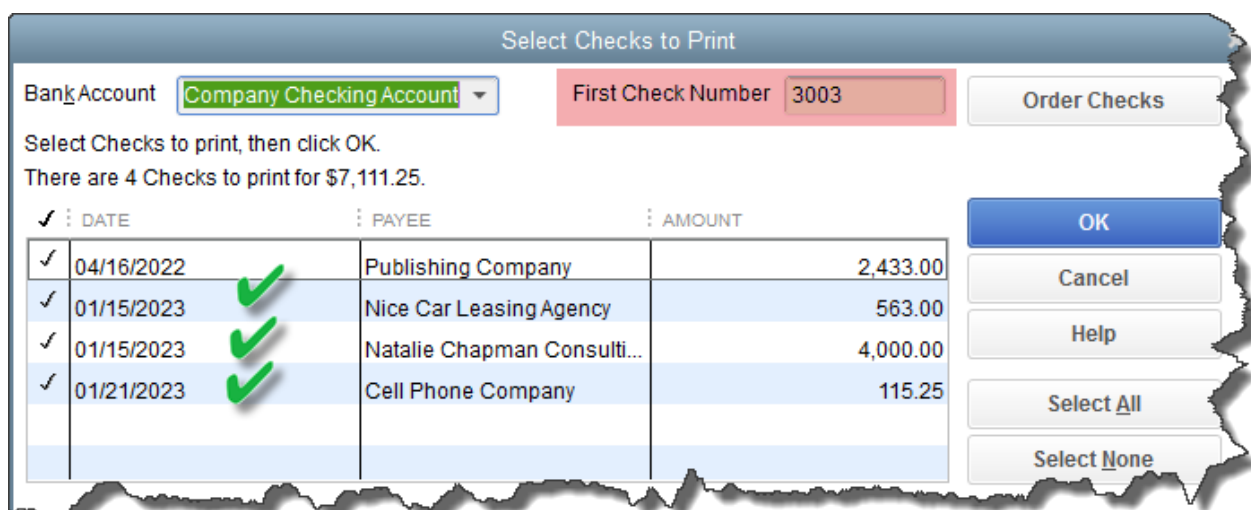 Select Checks to Print
Bank Account Company Checking Account First Check Number 3003 Order Checks
Select Checks to print, then click OK.
There are 4 Checks to print for $7,111.25.
✓ DATE PAYEE AMOUNT OK
✓ 04/16/2022 Publishing Company 2,433.00
Cancel
✓ 01/15/2023 Nice Car Leasing Agency 563.00
Help
✓ 01/15/2023 Natalie Chapman Consulti... 4,000.00
✓ 01/21/2023 Cell Phone Company 115.25
Select All
Select None